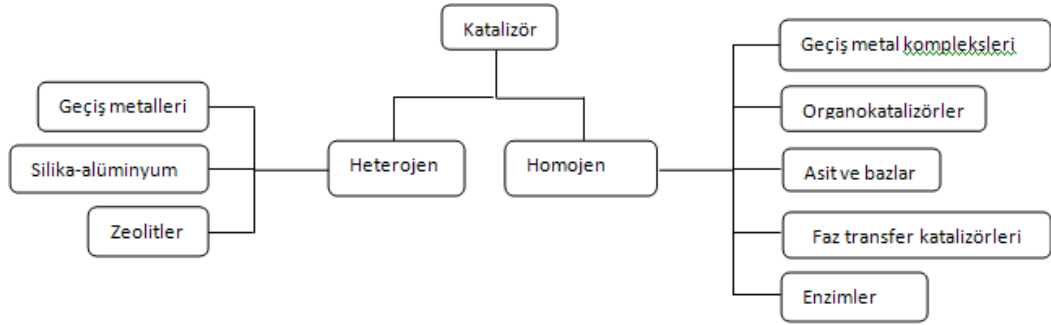 Katalizör
Geçiş metalleri
Silika-alüminyum
Zeolitler
Heterojen
Homojen
Geçiş metal kompleksleri
Organokatalizörler
Asit ve bazlar
Faz transfer katalizörleri
Enzimler